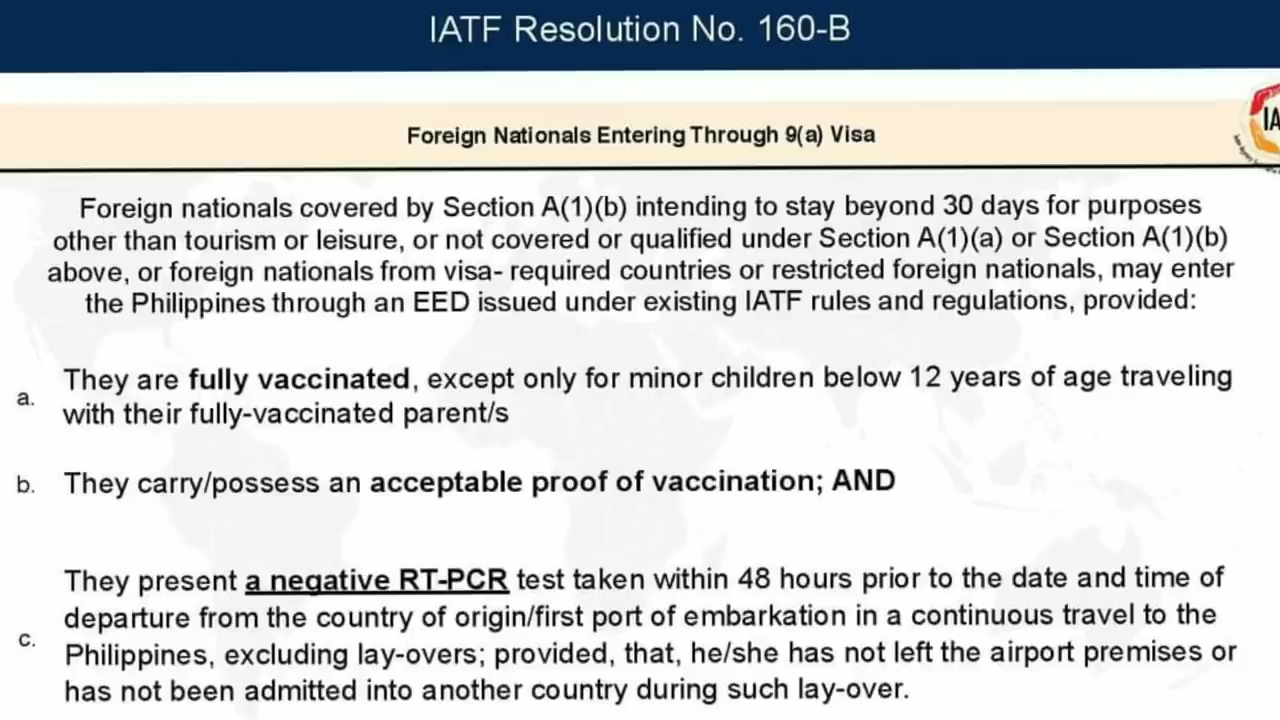 IATF Resolution No. 160-B
IA
Foreign Nationals Entering Through 9(a) Visa
Foreign nationals covered by Section A(1)(b) intending to stay beyond 30 days for purposes
other than tourism or leisure, or not covered or qualified under Section A(1)(a) or Section A(1)(b)
above, or foreign nationals from visa- required countries or restricted foreign nationals, may enter
the Philippines through an EED issued under existing IATF rules and regulations, provided:
a. They are fully vaccinated, except only for minor children below 12 years of age traveling
with their fully-vaccinated parent/s
b. They carry/possess an acceptable proof of vaccination; AND
c. They present a negative RT-PCR test taken within 48 hours prior to the date and time of
departure from the country of origin/first port of embarkation in a continuous travel to the
Philippines, excluding lay-overs; provided, that, he/she has not left the airport premises or
has not been admitted into another country during such lay-over.